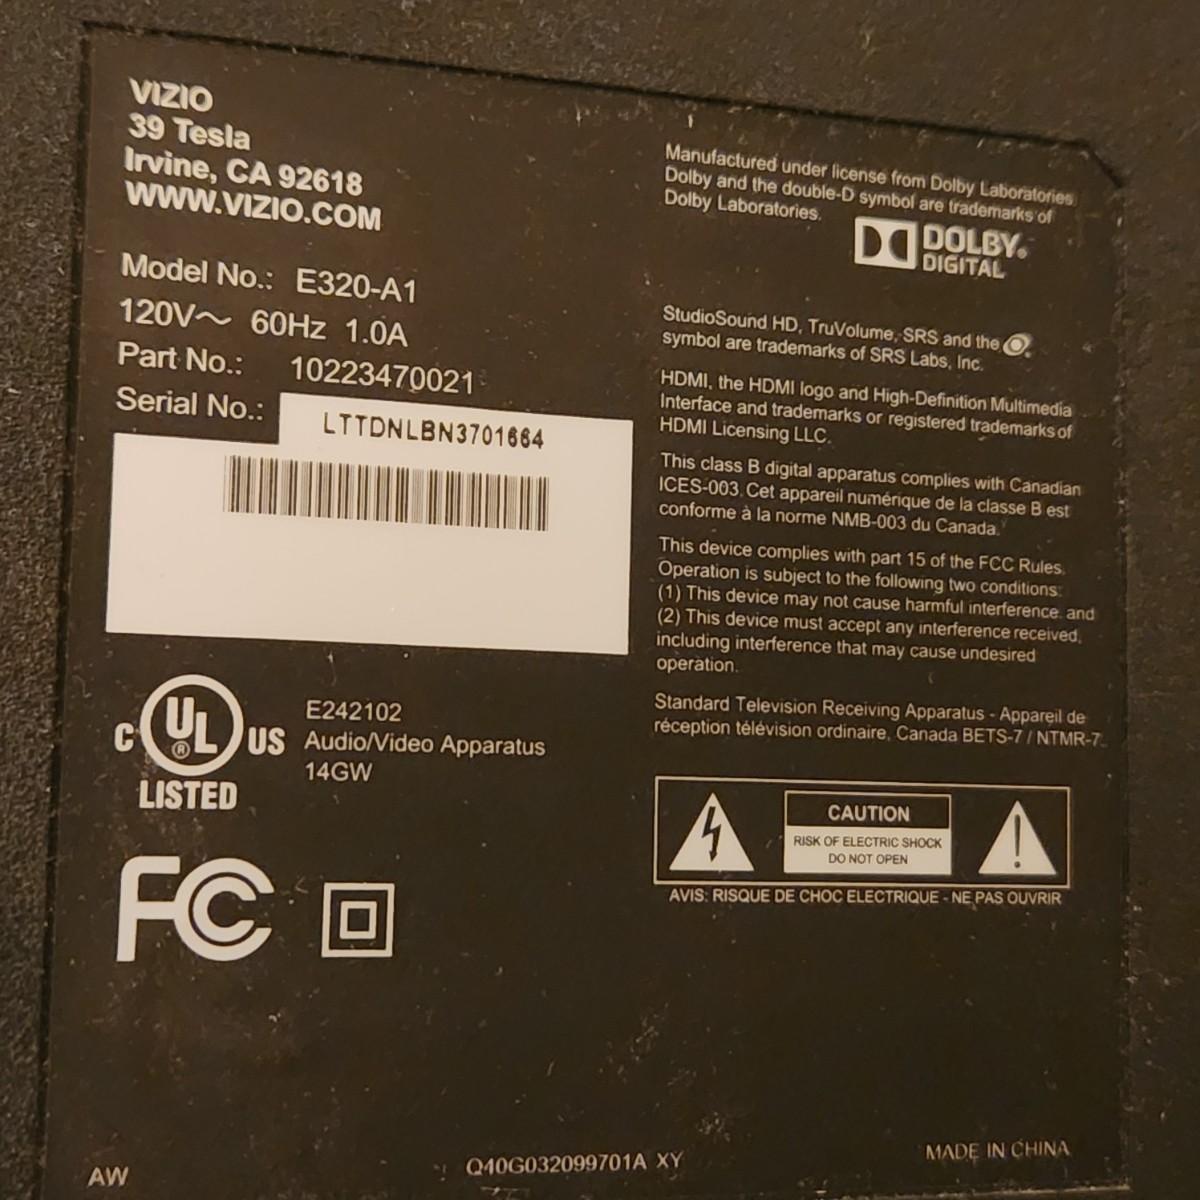 VIZIO
39 Tesla
Irvine, CA 92618
WWW.VIZIO.COM
Model No.: E320-A1
120V～ 60Hz 1.0A
Part No.: 10223470021
Serial No.: LTTDNLBN3701664
C UL ® US
LISTED
E242102
Audio/Video Apparatus
14GW
FC
Manufactured under license from Dolby Laboratories.
Dolby and the double-D symbol are trademarks of
Dolby Laboratories.
DOLBY.
DIGITAL
StudioSound HD, TruVolume, SRS and the
symbol are trademarks of SRS Labs, Inc.
HDMI, the HDMI logo and High-Definition Multimedia
Interface and trademarks or registered trademarks of
HDMI Licensing LLC.
This class B digital apparatus complies with Canadian
ICES-003. Cet appareil numérique de la classe B est
conforme à la norme NMB-003 du Canada.
This device complies with part 15 of the FCC Rules.
Operation is subject to the following two conditions:
(1) This device may not cause harmful interference. and
(2) This device must accept any interference received,
including interference that may cause undesired
operation.
Standard Television Receiving Apparatus - Appareil de
réception télévision ordinaire, Canada BETS-7 / NTMR-7.
CAUTION
RISK OF ELECTRIC SHOCK
DO NOT OPEN
AVIS: RISQUE DE CHOC ELECTRIQUE - NE PAS OUVRIR
AW
Q40G032099701A XY
MADE IN CHINA